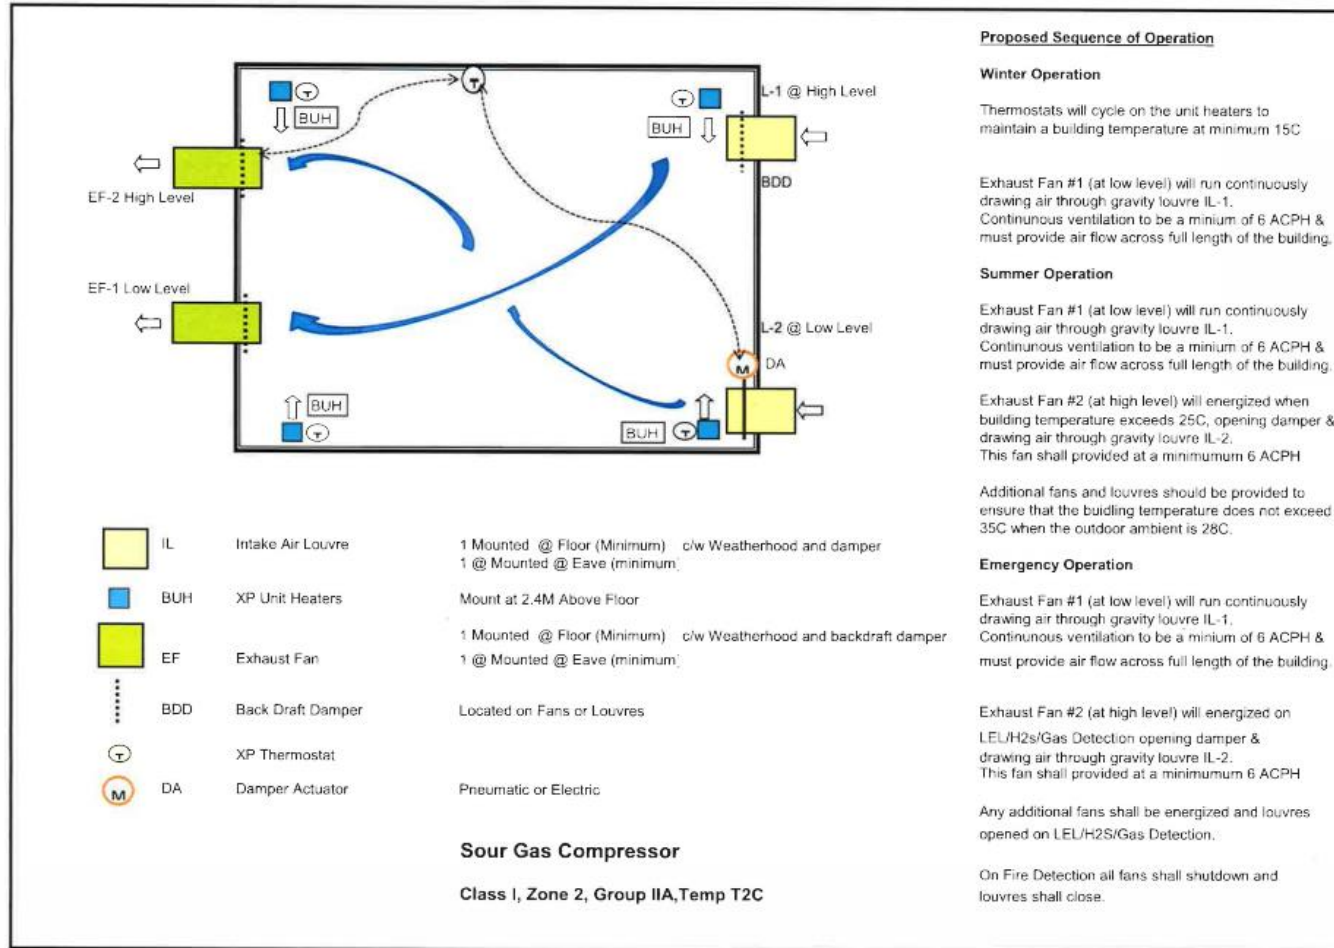 T
T
BUH
T
BUH
L-1 @ High Level
BDD
EF-2 High Level
EF-1 Low Level
L-2 @ Low Level
M
DA
BUH
T
BUH
T
IL Intake Air Louvre 1 Mounted @ Floor (Minimum) c/w Weatherhood and damper
1 @ Mounted @ Eave (minimum)
BUH XP Unit Heaters Mount at 2.4M Above Floor
1 Mounted @ Floor (Minimum) c/w Weatherhood and backdraft damper
EF Exhaust Fan 1 @ Mounted @ Eave (minimum)
BDD Back Draft Damper Located on Fans or Louvres
T XP Thermostat
M DA Damper Actuator Pneumatic or Electric
Sour Gas Compressor
Class I, Zone 2, Group IIA,Temp T2C
Proposed Sequence of Operation
Winter Operation
Thermostats will cycle on the unit heaters to
maintain a building temperature at minimum 15C
Exhaust Fan #1 (at low level) will run continuously
drawing air through gravity louvre IL-1.
Continunous ventilation to be a minium of 6 ACPH &
must provide air flow across full length of the building.
Summer Operation
Exhaust Fan #1 (at low level) will run continuously
drawing air through gravity louvre IL-1.
Continunous ventilation to be a minium of 6 ACPH &
must provide air flow across full length of the building.
Exhaust Fan #2 (at high level) will energized when
building temperature exceeds 25C, opening damper &
drawing air through gravity louvre IL-2.
This fan shall provided at a minimumum 6 ACPH
Additional fans and louvres should be provided to
ensure that the buidling temperature does not exceed
35C when the outdoor ambient is 28C.
Emergency Operation
Exhaust Fan #1 (at low level) will run continuously
drawing air through gravity louvre IL-1.
Continunous ventilation to be a minium of 6 ACPH &
must provide air flow across full length of the building.
Exhaust Fan #2 (at high level) will energized on
LEL/H2s/Gas Detection opening damper &
drawing air through gravity louvre IL-2.
This fan shall provided at a minimumum 6 ACPH
Any additional fans shall be energized and louvres
opened on LEL/H2S/Gas Detection.
On Fire Detection all fans shall shutdown and
louvres shall close.